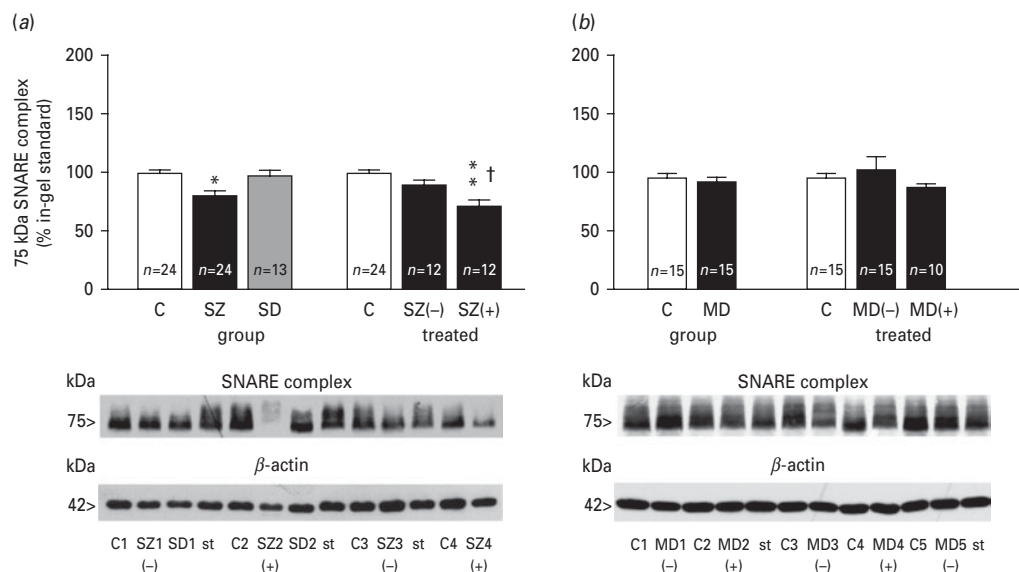 (a)
75 kDa SNARE complex
(% in-gel standard)
200
150
100
50
0
*
*
* †
n=24 n=24 n=13 n=24 n=12 n=12
C SZ SD C SZ(–) SZ(+)
group treated
kDa SNARE complex
75>
kDa β-actin
42>
C1 SZ1 SD1 st C2 SZ2 SD2 st C3 SZ3 st C4 SZ4
(–) (+) (–) (+)
(b)
200
150
100
50
0
n=15 n=15 n=15 n=15 n=10
C MD C MD(–) MD(+)
group treated
kDa SNARE complex
75>
kDa β-actin
42>
C1 MD1 C2 MD2 st C3 MD3 C4 MD4 C5 MD5 st
(–) (+) (–) (+) (–)